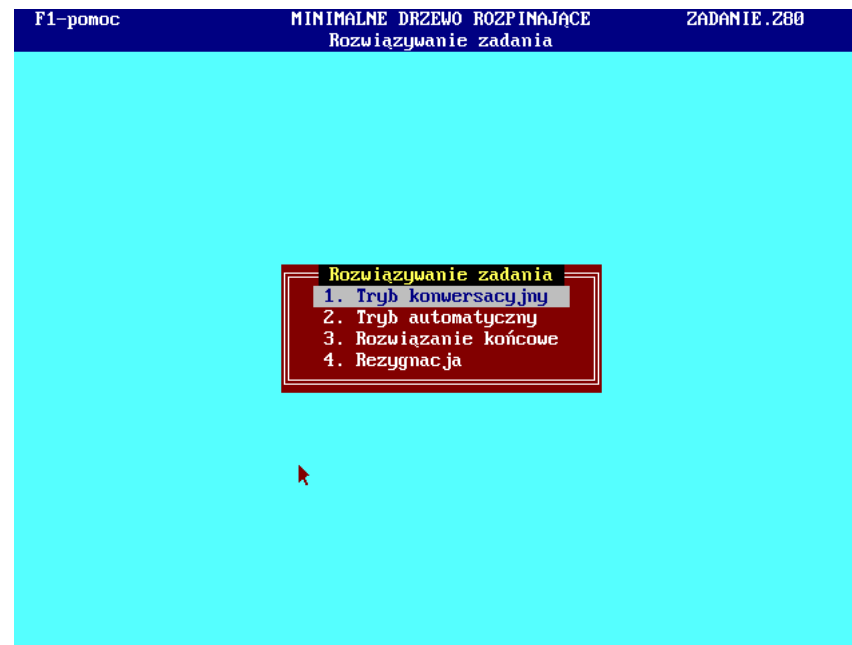 F1-pomoc MINIMALNE DRZEWO ROZPINAJĄCE ZADANIE.Z80
Rozwiązywanie zadania
Rozwiązywanie zadania
1. Tryb konwersacyjny
2. Tryb automatyczny
3. Rozwiązanie końcowe
4. Rezygnacja